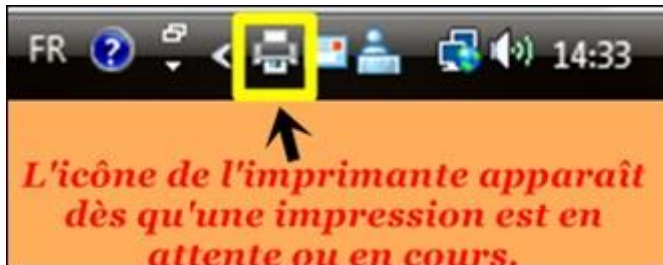 FR ? < 14:33
L'icône de l'imprimante apparaît
dès qu'une impression est en
attente ou en cours.